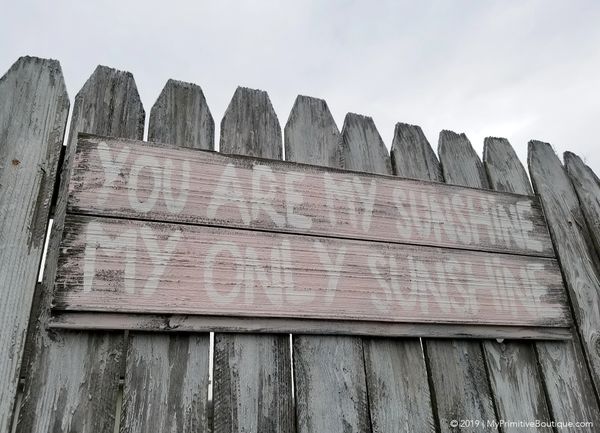 YOU ARE MY SUNSHINE
MY ONLY SUNSHINE
© 2019 | MyPrimitiveBoutique.com